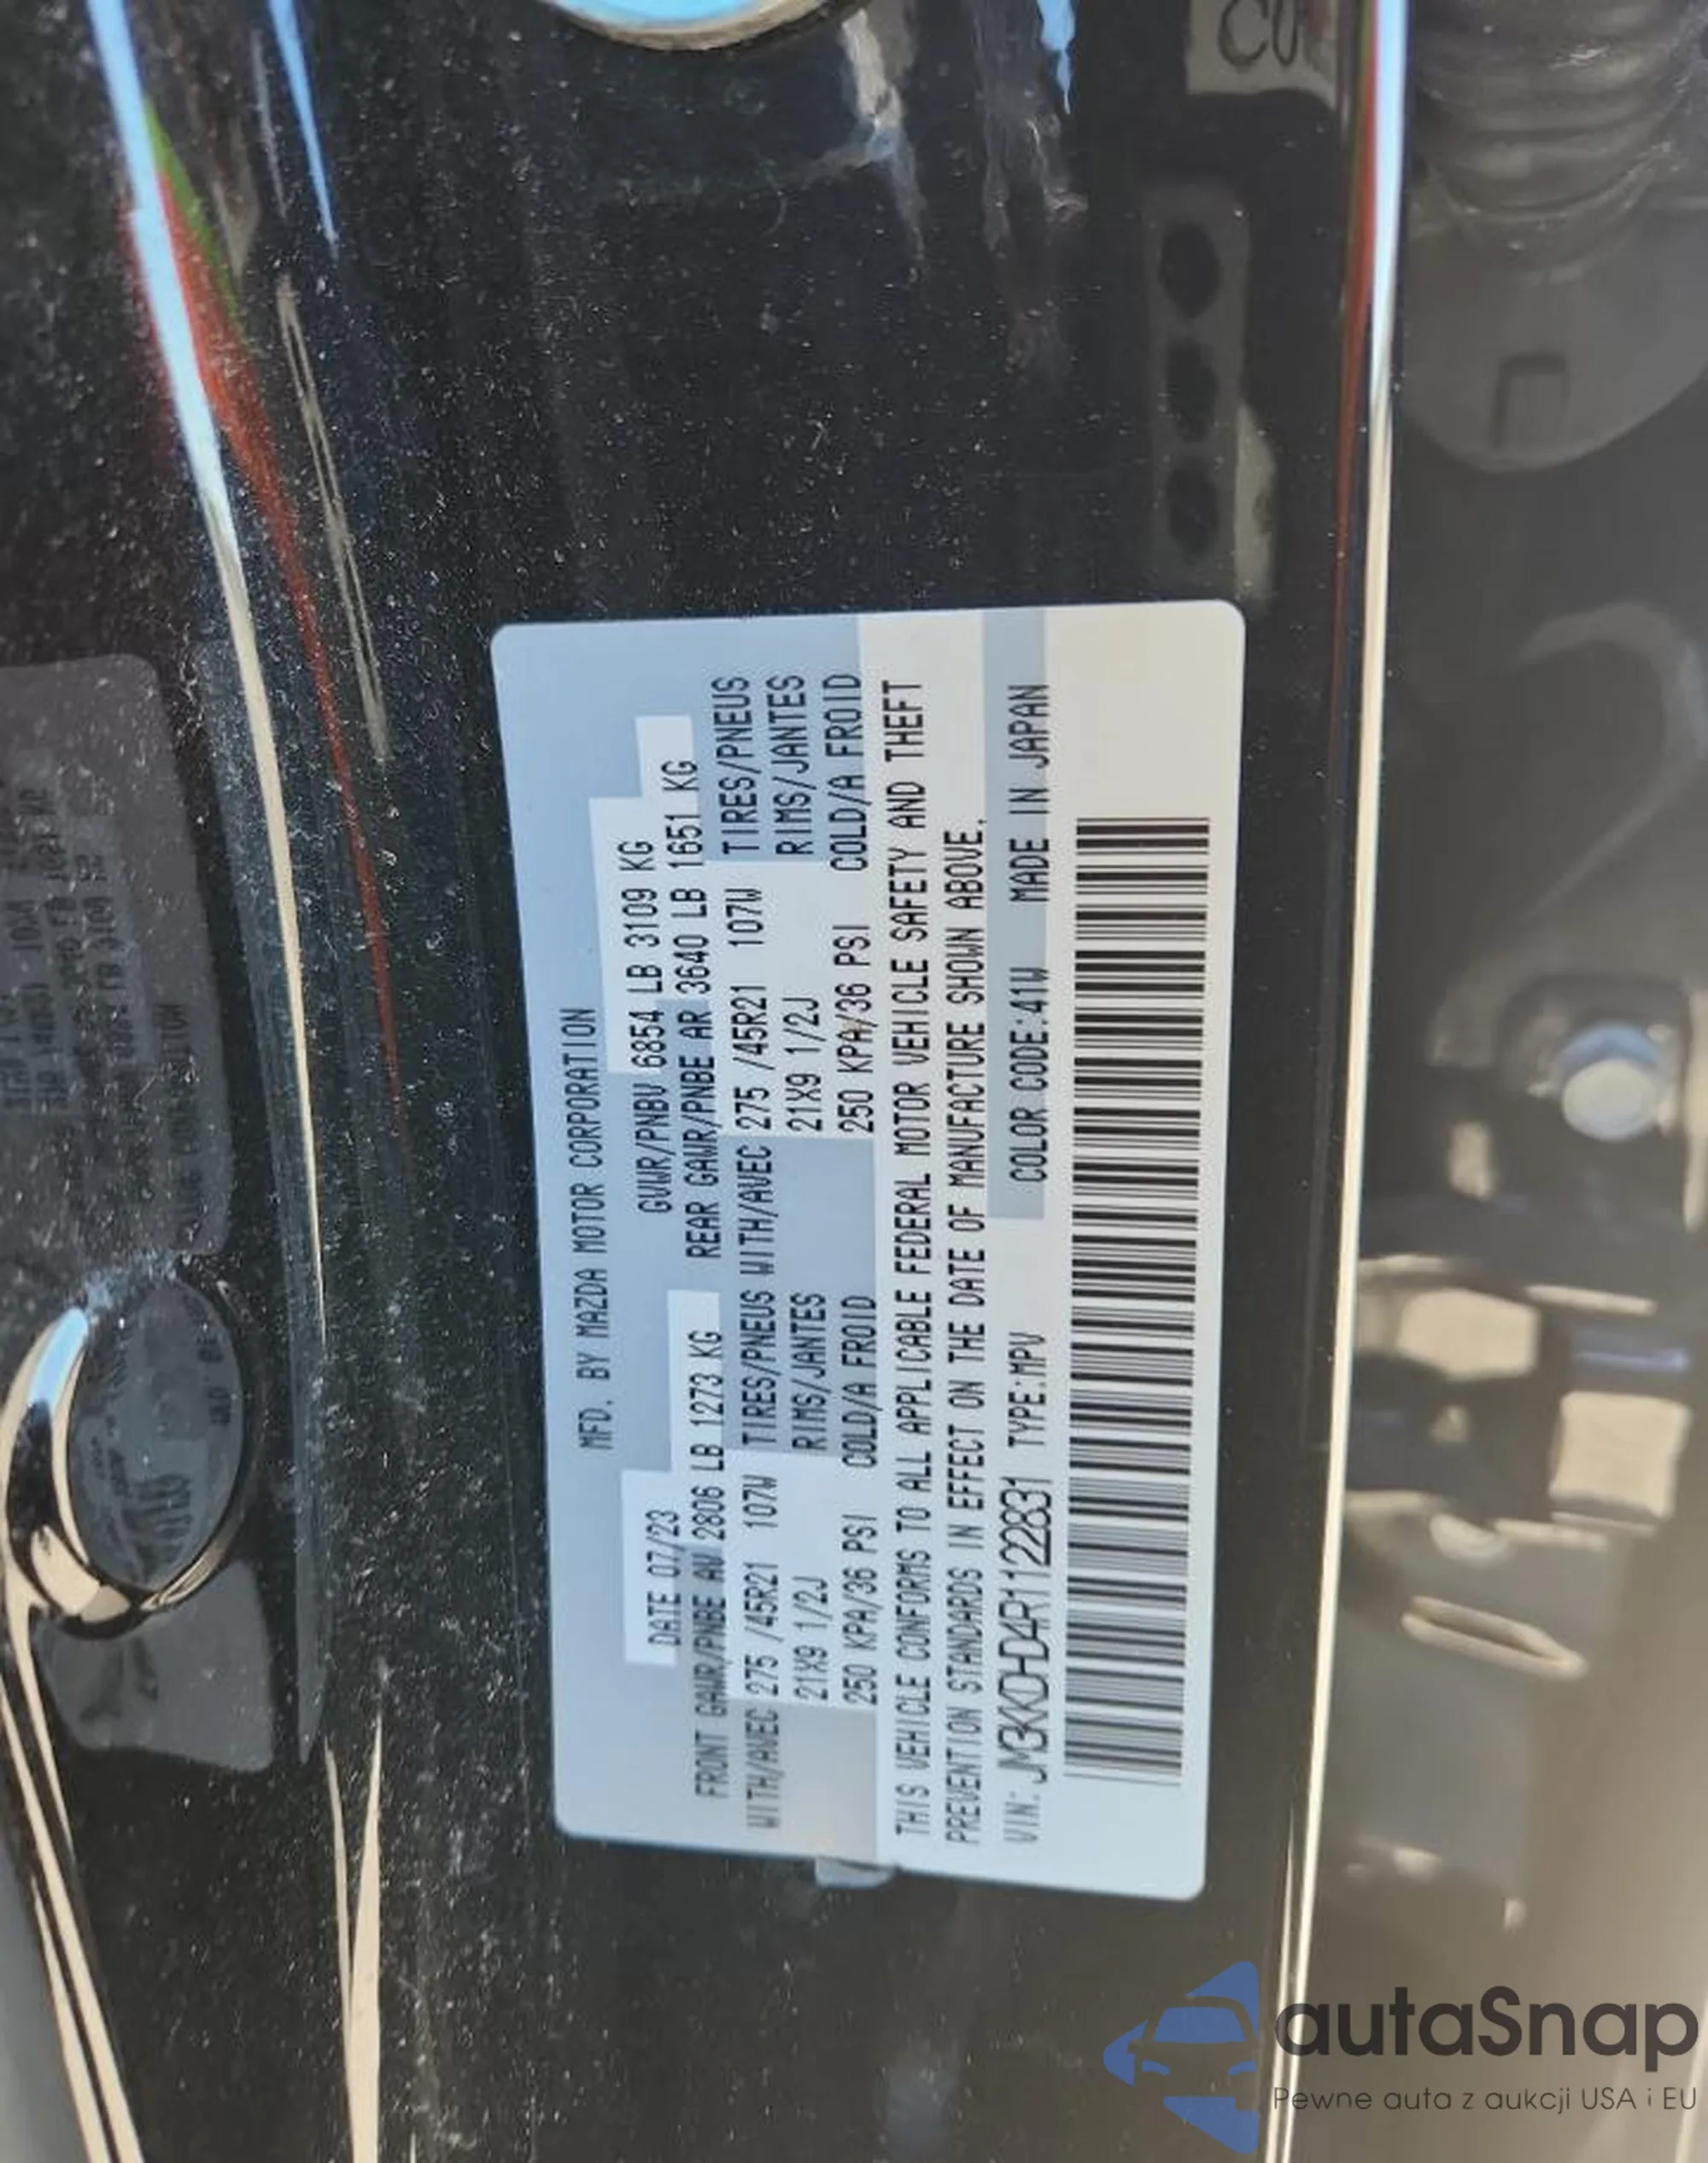 MFD. BY MAZDA MOTOR CORPORATION
DATE 07/23 GVWR/PNBV 6854 LB 3109 KG
FRONT GAWR/PNBE AV 2806 LB 1273 KG REAR GAWR/PNBE AR 3640 LB 1651 KG
WITH/AVEC 275 /45R21 107W TIRES/PNEUS WITH/AVEC 275 /45R21 107W TIRES/PNEUS
21X9 1/2J RIMS/JANTES 21X9 1/2J RIMS/JANTES
250 KPA/36 PSI COLD/A FROID 250 KPA/36 PSI COLD/A FROID
THIS VEHICLE CONFORMS TO ALL APPLICABLE FEDERAL MOTOR VEHICLE SAFETY AND THEFT
PREVENTION STANDARDS IN EFFECT ON THE DATE OF MANUFACTURE SHOWN ABOVE.
VIN: JM3KKDHD4R1122831 TYPE:MPV COLOR CODE:41W MADE IN JAPAN
autaSnap
Pewne auta z aukcji USA i EU